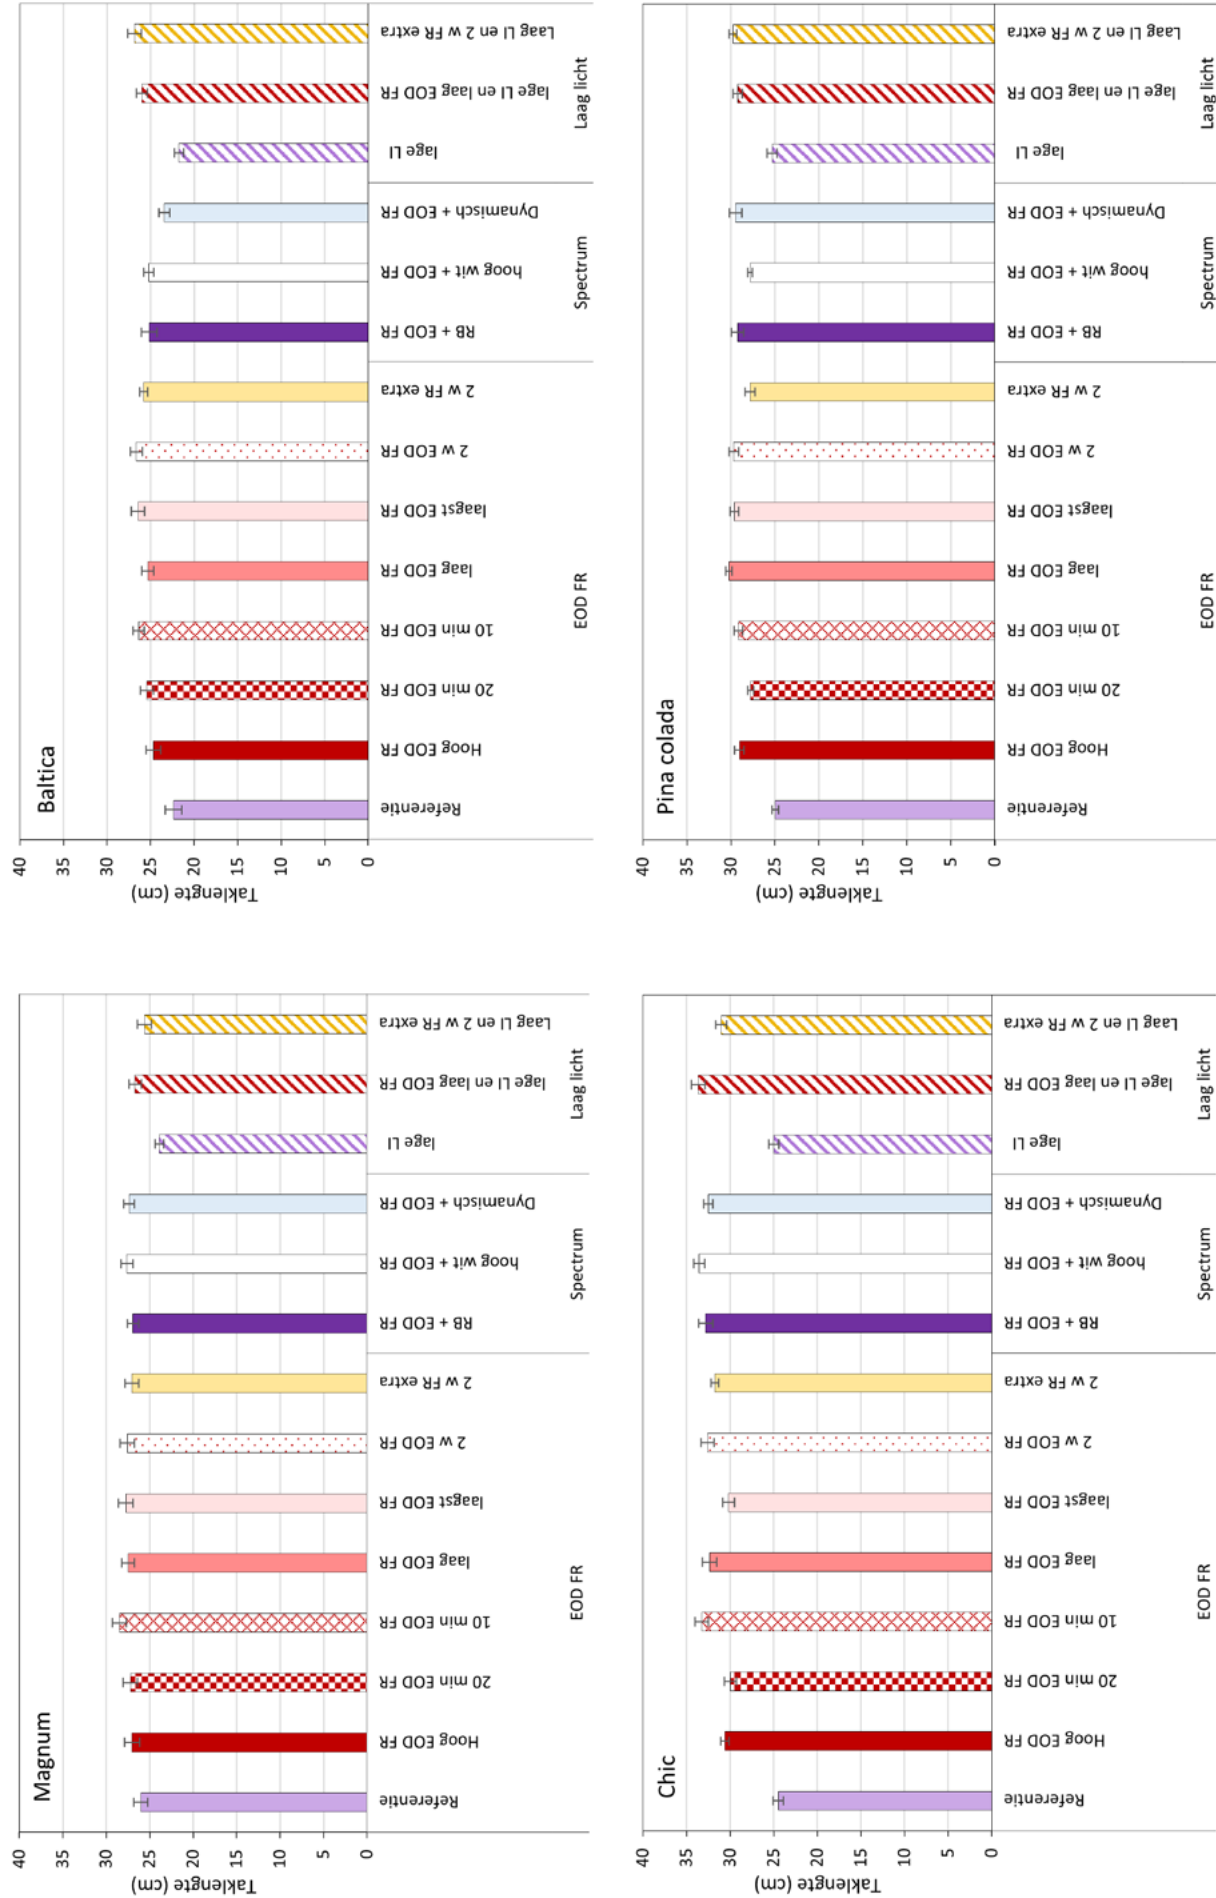 Magnum
Taklengte (cm)
40
35
30
25
20
15
10
5
0
Referentie
Hoog EOD FR
20 min EOD FR
10 min EOD FR
laag EOD FR
laagst EOD FR
2 w EOD FR
2 w FR extra
RB + EOD FR
hoog wit + EOD FR
Dynamisch + EOD FR
lage LI
lage LI en laag EOD FR
Laag LI en 2 w FR extra
EOD FR
Spectrum
Laag licht
Baltica
Taklengte (cm)
40
35
30
25
20
15
10
5
0
Referentie
Hoog EOD FR
20 min EOD FR
10 min EOD FR
laag EOD FR
laagst EOD FR
2 w EOD FR
2 w FR extra
RB + EOD FR
hoog wit + EOD FR
Dynamisch + EOD FR
lage LI
lage LI en laag EOD FR
Laag LI en 2 w FR extra
EOD FR
Spectrum
Laag licht
Chic
Taklengte (cm)
40
35
30
25
20
15
10
5
0
Referentie
Hoog EOD FR
20 min EOD FR
10 min EOD FR
laag EOD FR
laagst EOD FR
2 w EOD FR
2 w FR extra
RB + EOD FR
hoog wit + EOD FR
Dynamisch + EOD FR
lage LI
lage LI en laag EOD FR
Laag LI en 2 w FR extra
EOD FR
Spectrum
Laag licht
Pina colada
Taklengte (cm)
40
35
30
25
20
15
10
5
0
Referentie
Hoog EOD FR
20 min EOD FR
10 min EOD FR
laag EOD FR
laagst EOD FR
2 w EOD FR
2 w FR extra
RB + EOD FR
hoog wit + EOD FR
Dynamisch + EOD FR
lage LI
lage LI en laag EOD FR
Laag LI en 2 w FR extra
EOD FR
Spectrum
Laag licht